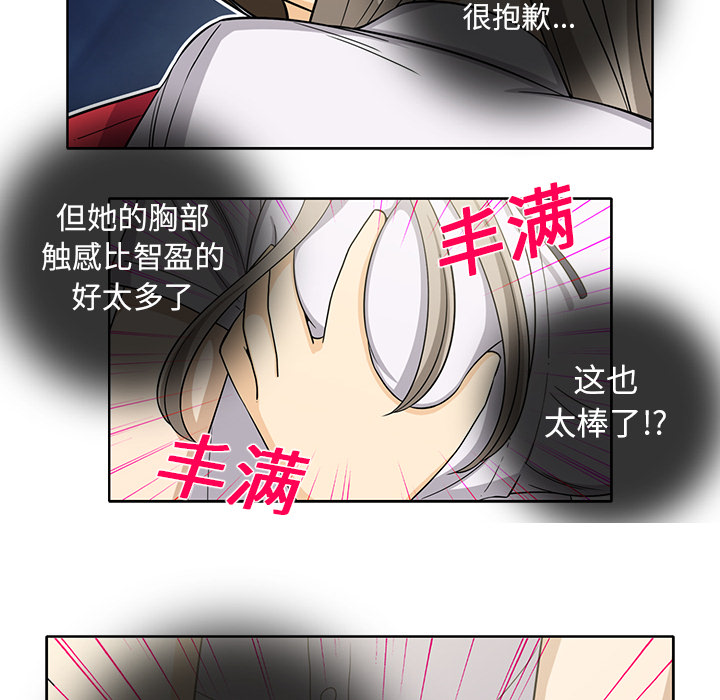 很抱歉...
但她的胸部
触感比智盈的
好太多了
丰满
这也
太棒了!?
丰满